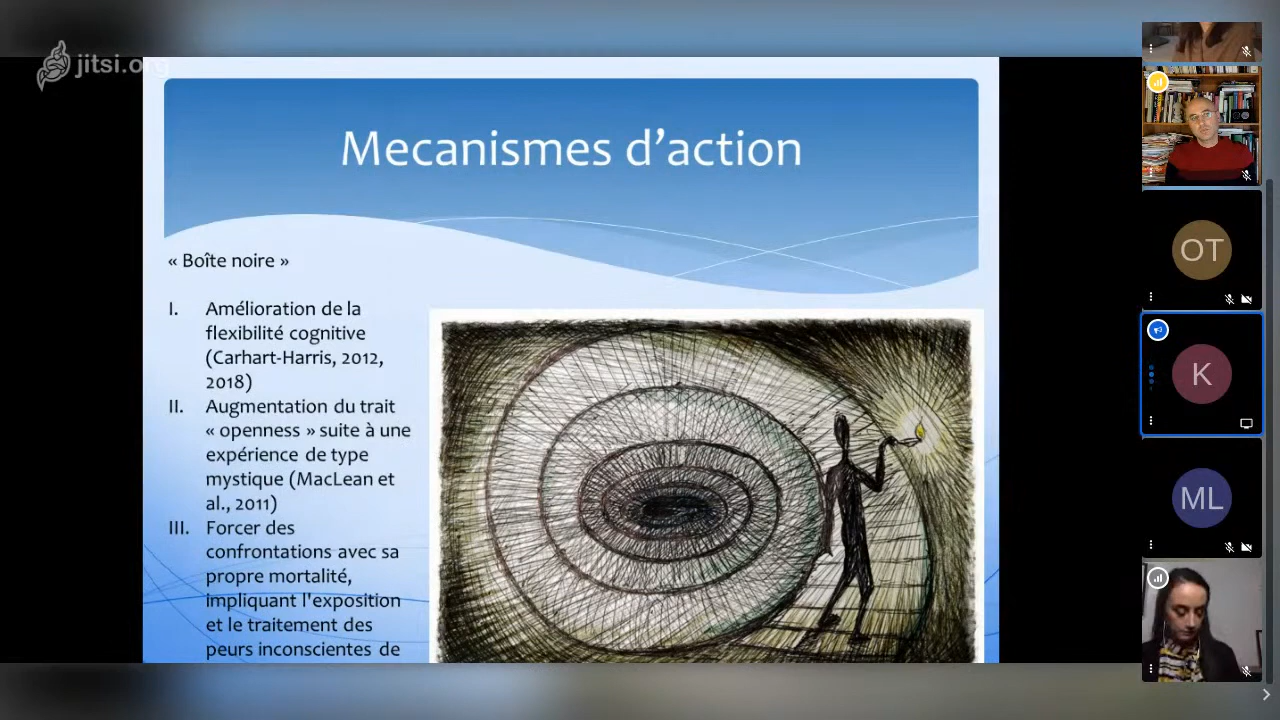 jitsi.org
Mecanismes d’action
« Boîte noire »
I. Amélioration de la
flexibilité cognitive
(Carhart-Harris, 2012,
2018)
II. Augmentation du trait
« openness » suite à une
expérience de type
mystique (MacLean et
al., 2011)
III. Forcer des
confrontations avec sa
propre mortalité,
impliquant l'exposition
et le traitement des
peurs inconscientes de
OT
K
ML